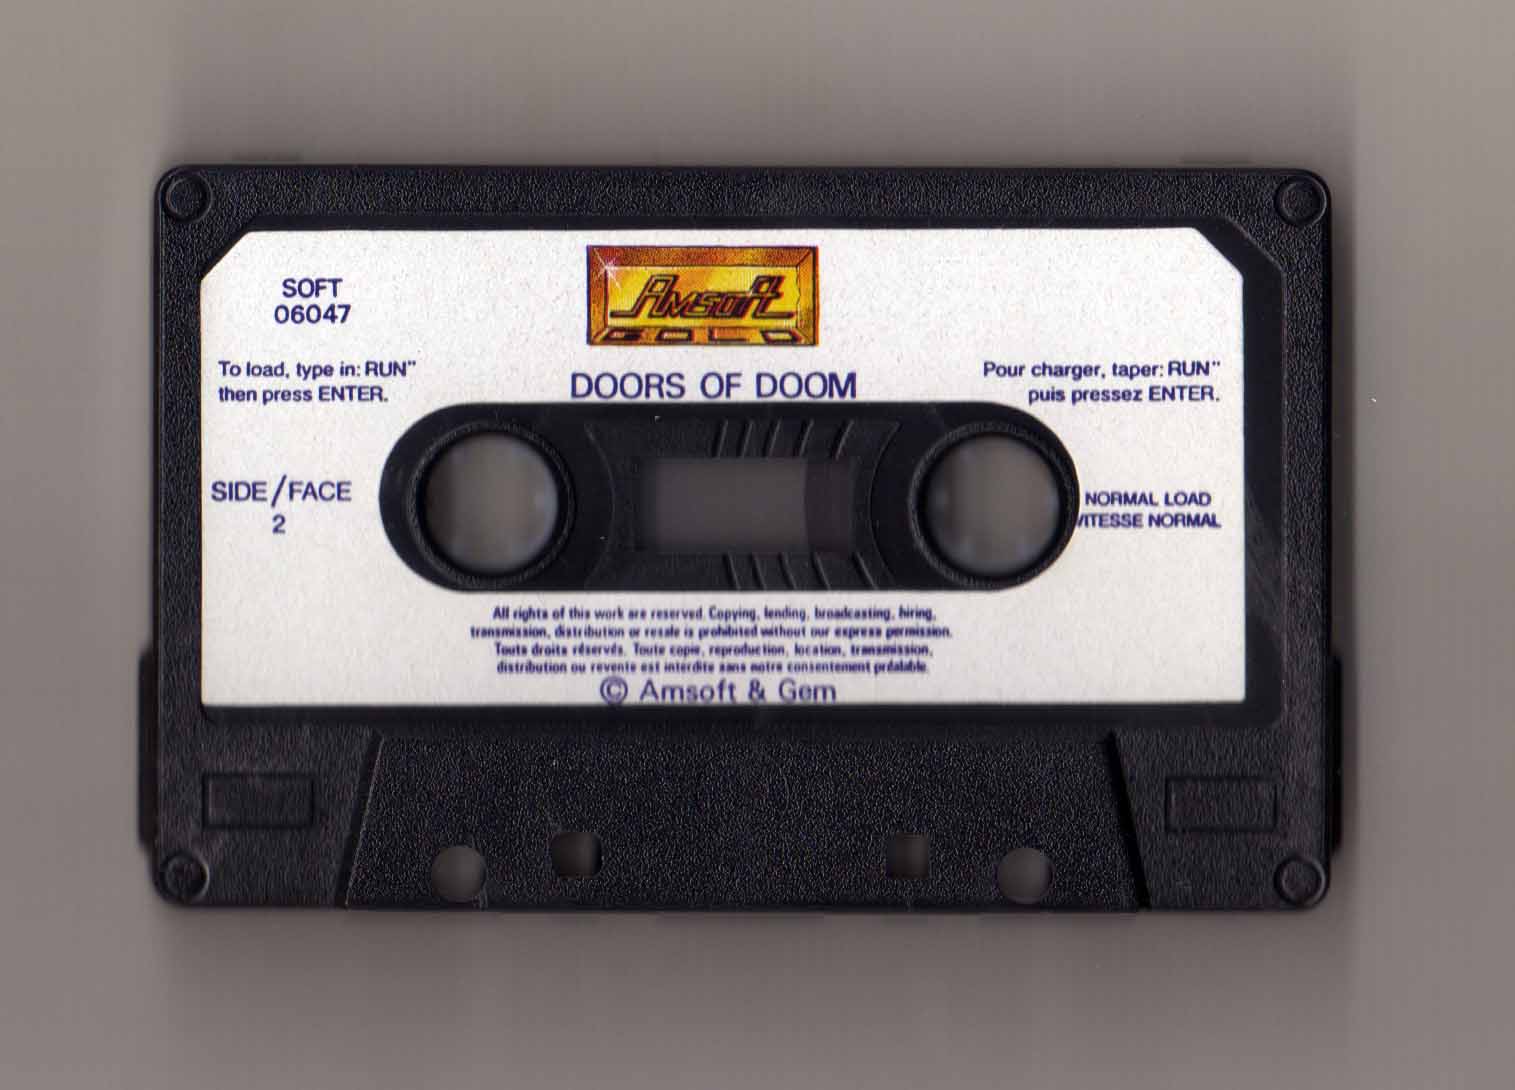 SOFT
06047
Amsoft
GOLD
To load, type in: RUN"
then press ENTER.
DOORS OF DOOM
Pour charger, taper: RUN"
puis pressez ENTER.
SIDE/FACE
2
NORMAL LOAD
VITESSE NORMAL
All rights of this work are reserved. Copying, lending, broadcasting, hiring,
transmission, distribution or resale is prohibited without our express permission.
Touts droits réservés. Toute copie, reproduction, location, transmission,
distribution ou revente est interdite sans notre consentement préalable.
© Amsoft & Gem